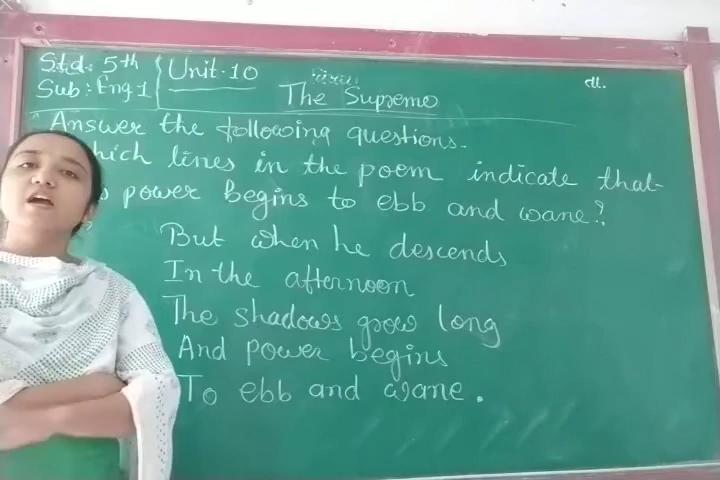 Std: 5th
Sub: Eng 1
Unit-10
The Supremo
Answer the following questions.
hich lines in the poem indicate that
power begins to ebb and wane?
But when he descends
In the afternoon
The shadows grow long
And power begins
To ebb and wane.